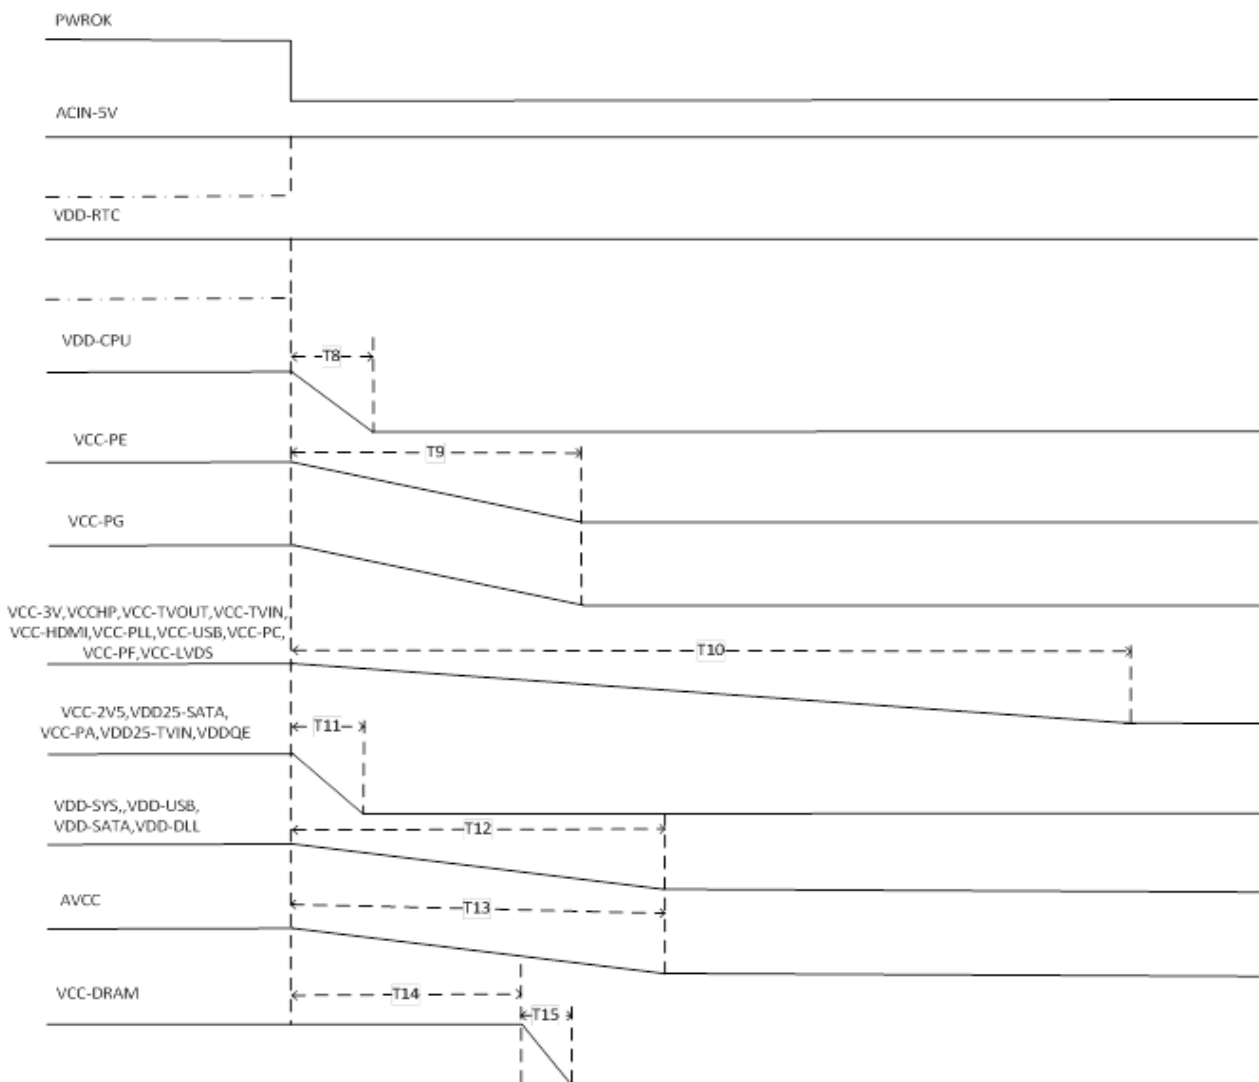 PWROK
ACIN-5V
VDD-RTC
VDD-CPU
T8
VCC-PE
T9
VCC-PG
VCC-3V,VCCHP,VCC-TVOUT,VCC-TVIN,
VCC-HDMI,VCC-PLL,VCC-USB,VCC-PC,
VCC-PF,VCC-LVDS
T10
VCC-2V5,VDD25-SATA,
VCC-PA,VDD25-TVIN,VDDQE
T11
VDD-SYS,,VDD-USB,
VDD-SATA,VDD-DLL
T12
AVCC
T13
VCC-DRAM
T14
T15